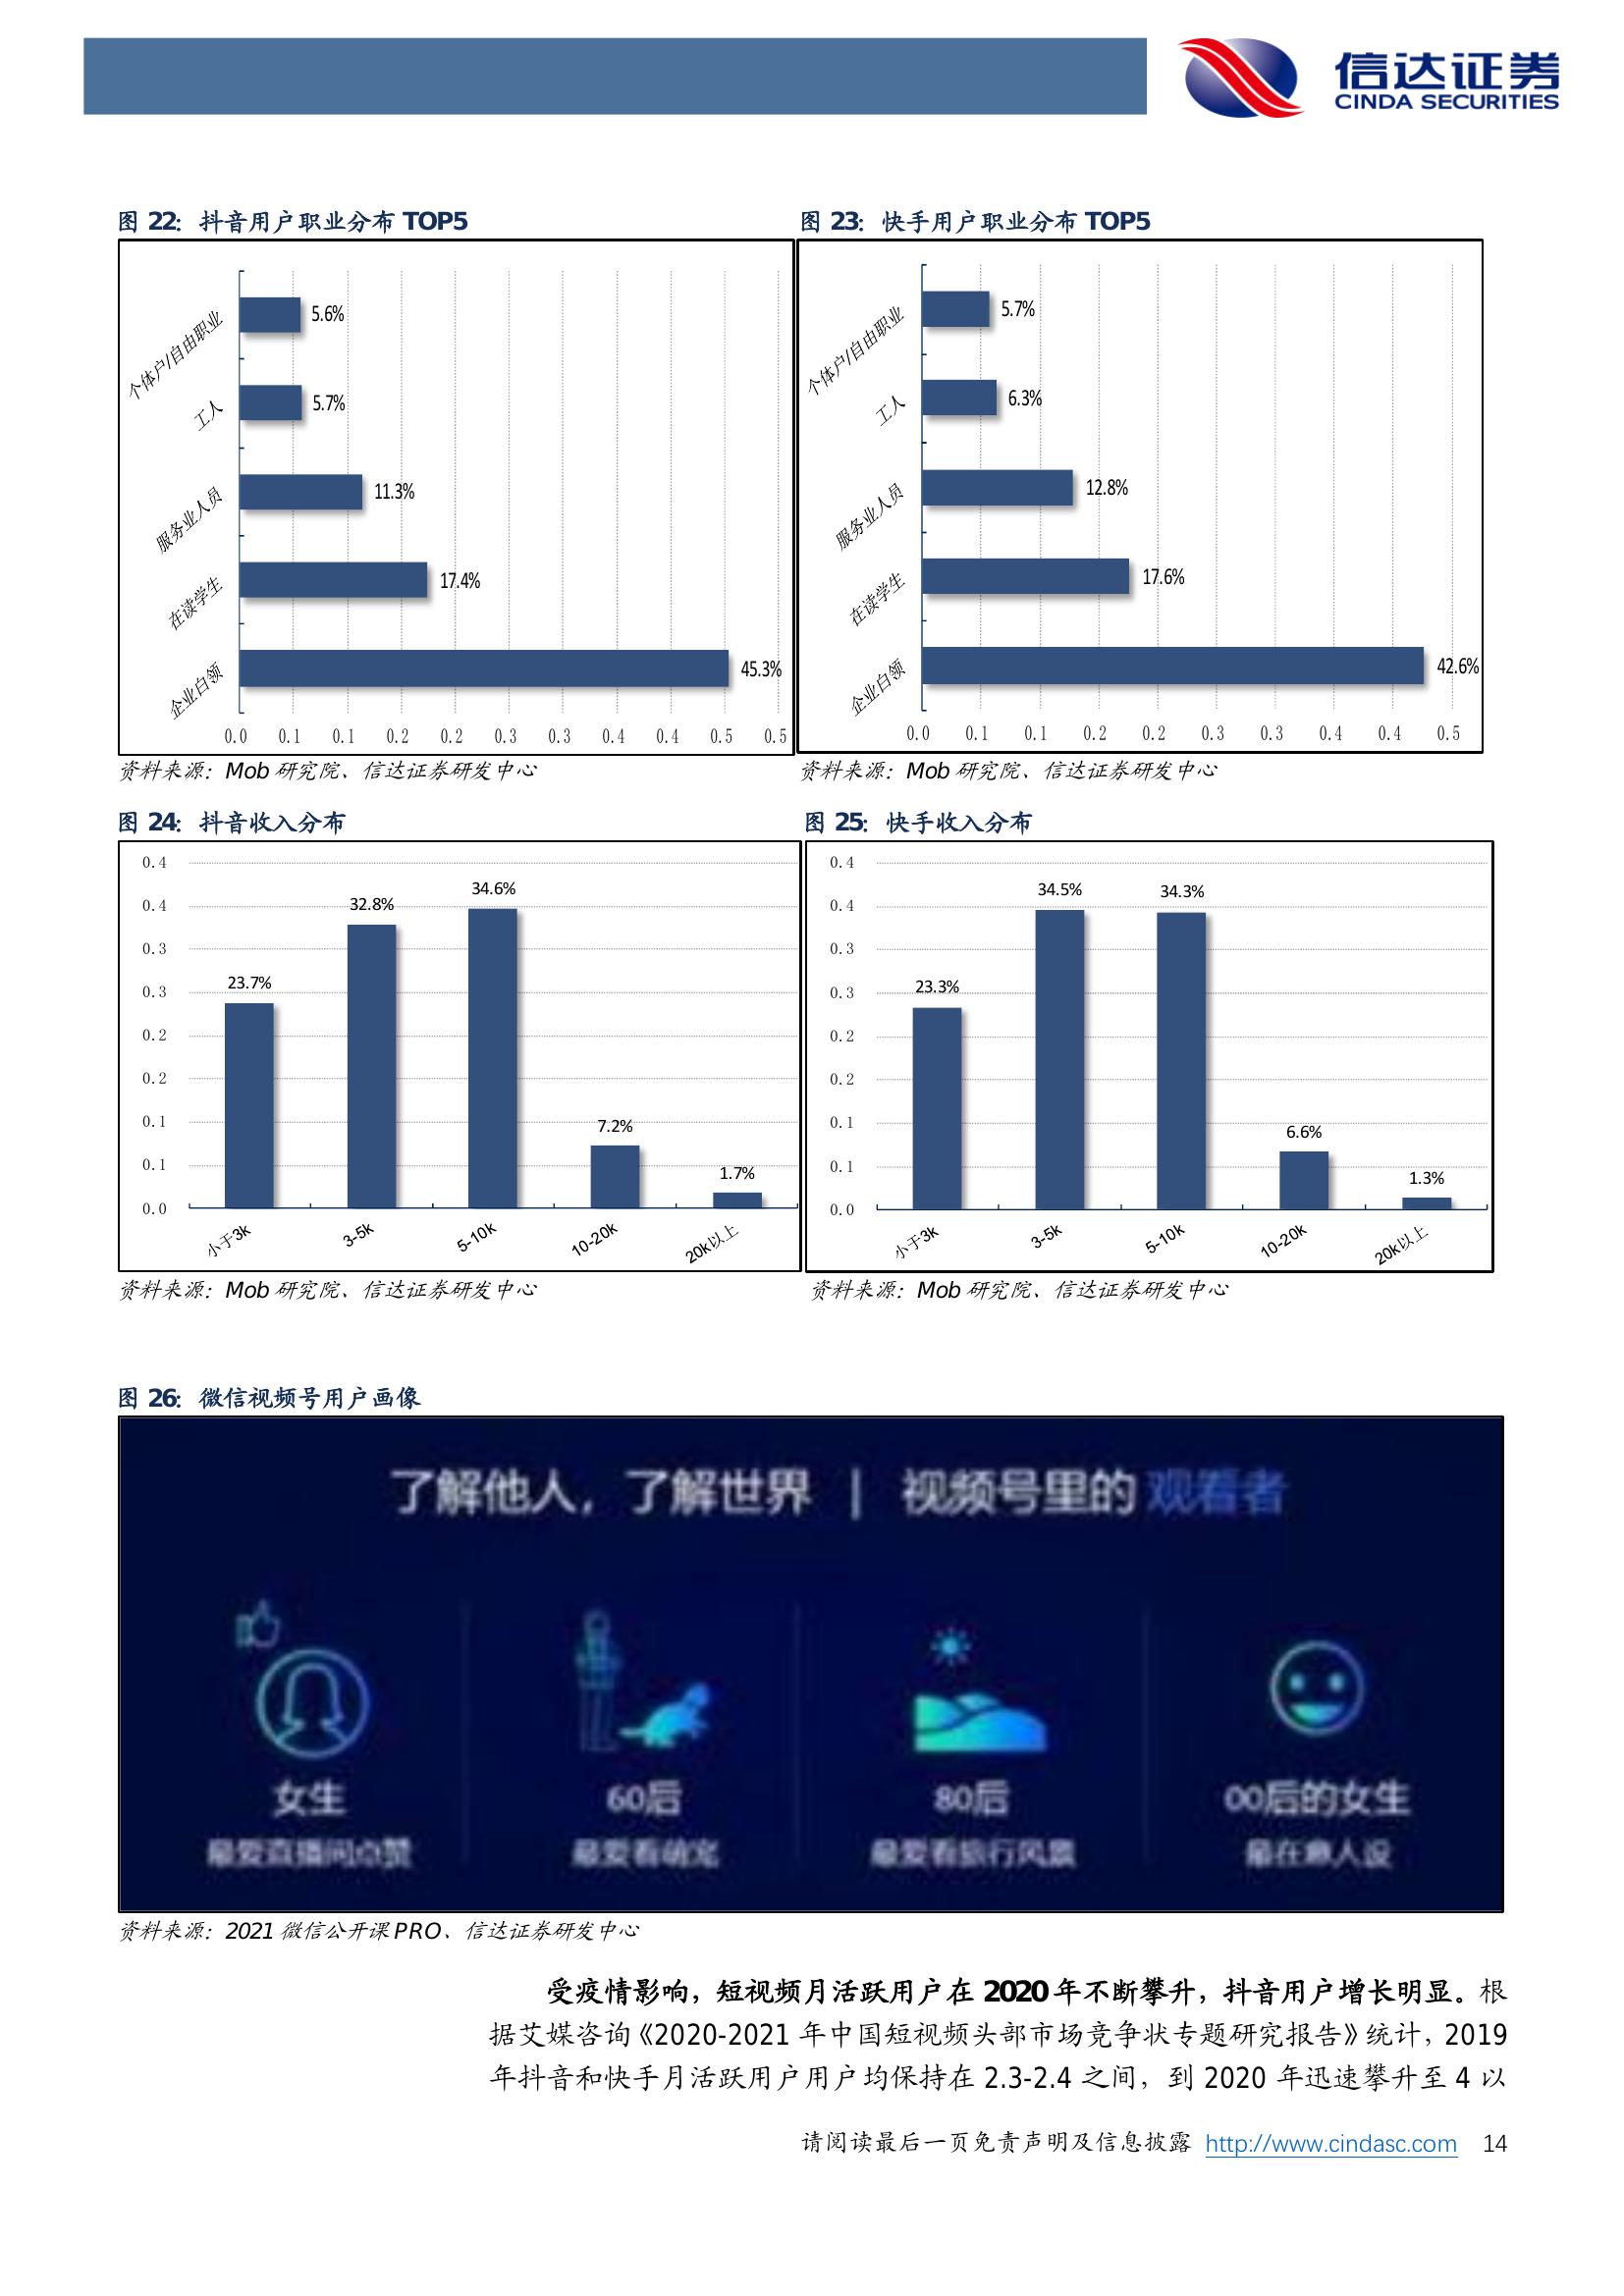 信达证券
CINDA SECURITIES
图 22：抖音用户职业分布 TOP5
图 23：快手用户职业分布 TOP5
个体户/自由职业 5.6%
工人 5.7%
服务业人员 11.3%
在读学生 17.4%
企业白领 45.3%
0.0 0.1 0.1 0.2 0.2 0.3 0.3 0.4 0.4 0.5 0.5
个体户/自由职业 5.7%
工人 6.3%
服务业人员 12.8%
在读学生 17.6%
企业白领 42.6%
0.0 0.1 0.1 0.2 0.2 0.3 0.3 0.4 0.4 0.5
资料来源：Mob 研究院、信达证券研发中心
资料来源：Mob 研究院、信达证券研发中心
图 24：抖音收入分布
图 25：快手收入分布
0.4
0.4
0.3
0.3
0.2
0.2
0.1
0.1
0.0
23.7% 32.8% 34.6% 7.2% 1.7%
小于3k 3-5k 5-10k 10-20k 20k以上
0.4
0.4
0.3
0.3
0.2
0.2
0.1
0.1
0.0
23.3% 34.5% 34.3% 6.6% 1.3%
小于3k 3-5k 5-10k 10-20k 20k以上
资料来源：Mob 研究院、信达证券研发中心
资料来源：Mob 研究院、信达证券研发中心
图 26：微信视频号用户画像
了解他人，了解世界 | 视频号里的 观看者
女生 60后 80后 00后的女生
最爱直播间点赞 最爱看萌宠 最爱看旅行风景 最在意人设
资料来源：2021 微信公开课 PRO、信达证券研发中心
受疫情影响，短视频月活跃用户在 2020 年不断攀升，抖音用户增长明显。根
据艾媒咨询《2020-2021 年中国短视频头部市场竞争状专题研究报告》统计，2019
年抖音和快手月活跃用户用户均保持在 2.3-2.4 之间，到 2020 年迅速攀升至 4 以
请阅读最后一页免责声明及信息披露 http://www.cindasc.com 14